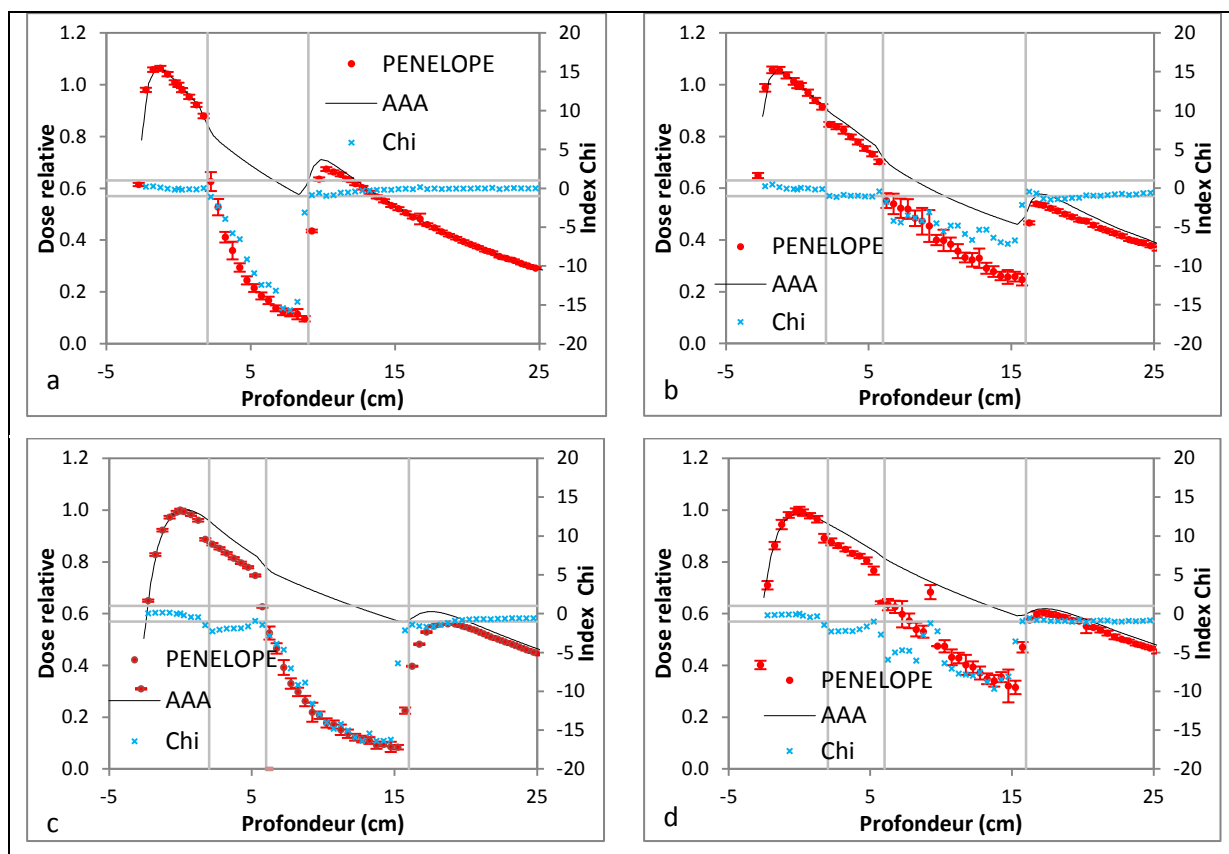 1.2
1.0
0.8
0.6
0.4
0.2
0.0
Dose relative
-5
5
15
25
Profondeur (cm)
20
15
10
5
0
-5
-10
-15
-20
Index Chi
PENELOPE
AAA
Chi
a
1.2
1.0
0.8
0.6
0.4
0.2
0.0
Dose relative
-5
5
15
25
Profondeur (cm)
20
15
10
5
0
-5
-10
-15
-20
Index Chi
PENELOPE
AAA
Chi
b
1.2
1.0
0.8
0.6
0.4
0.2
0.0
Dose relative
-5
5
15
25
Profondeur (cm)
20
15
10
5
0
-5
-10
-15
-20
Index Chi
PENELOPE
AAA
Chi
c
1.2
1.0
0.8
0.6
0.4
0.2
0.0
Dose relative
-5
5
15
25
Profondeur (cm)
20
15
10
5
0
-5
-10
-15
-20
Index Chi
PENELOPE
AAA
Chi
d